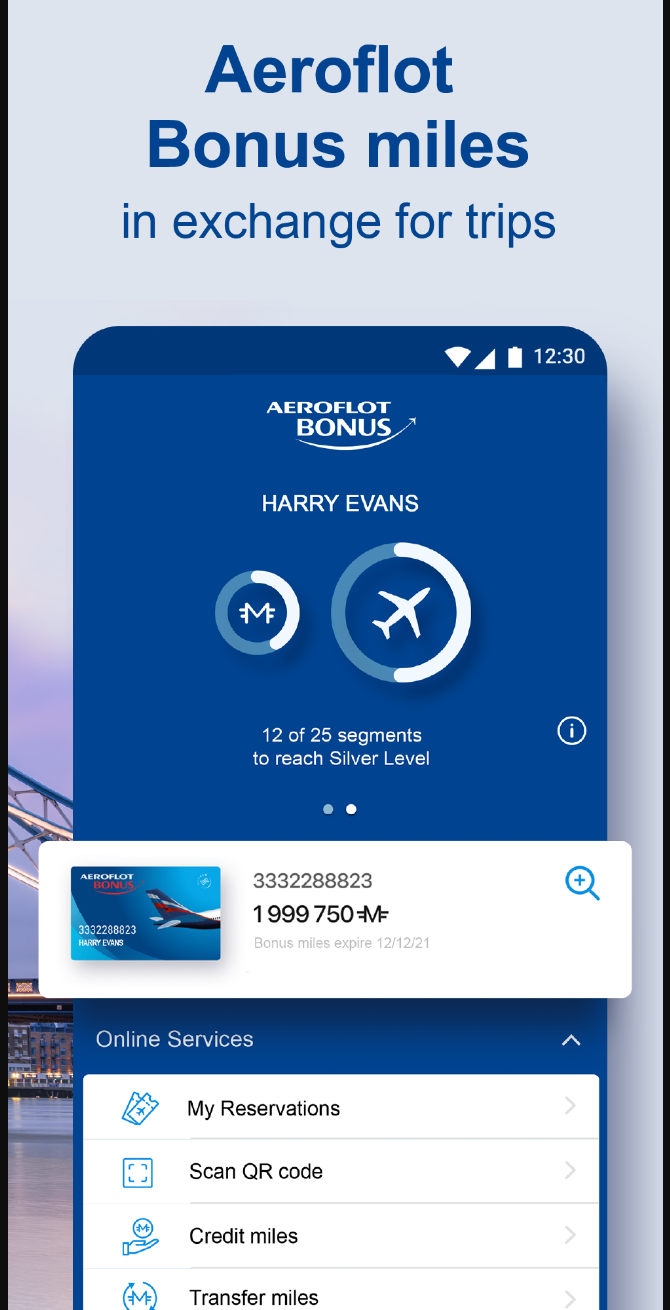 Aeroflot
Bonus miles
in exchange for trips
12:30
AEROFLOT
BONUS
HARRY EVANS
12 of 25 segments
to reach Silver Level
AEROFLOT
BONUS
3332288823
HARRY EVANS
3332288823
1 999 750
Bonus miles expire 12/12/21
Online Services
My Reservations
Scan QR code
Credit miles
Transfer miles